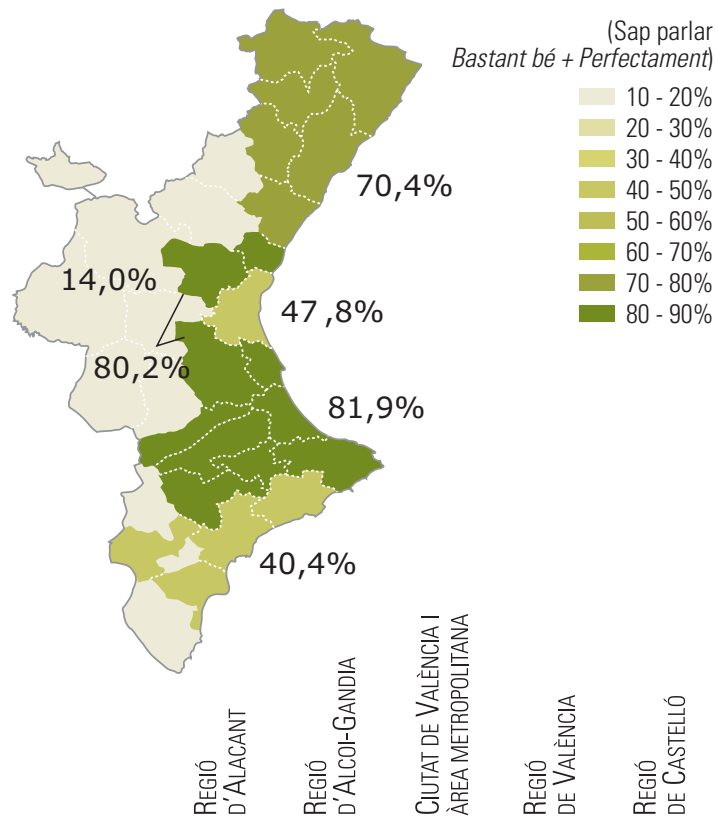 (Sap parlar
Bastant bé + Perfectament)
10 - 20%
20 - 30%
30 - 40%
40 - 50%
50 - 60%
60 - 70%
70 - 80%
80 - 90%
70,4%
14,0%
47,8%
80,2%
81,9%
40,4%
REGIÓ
D'ALACANT
REGIÓ
D'ALCOI-GANDIA
CIUTAT DE VALÈNCIA I
ÀREA METROPOLITANA
REGIÓ
DE VALÈNCIA
REGIÓ
DE CASTELLÓ